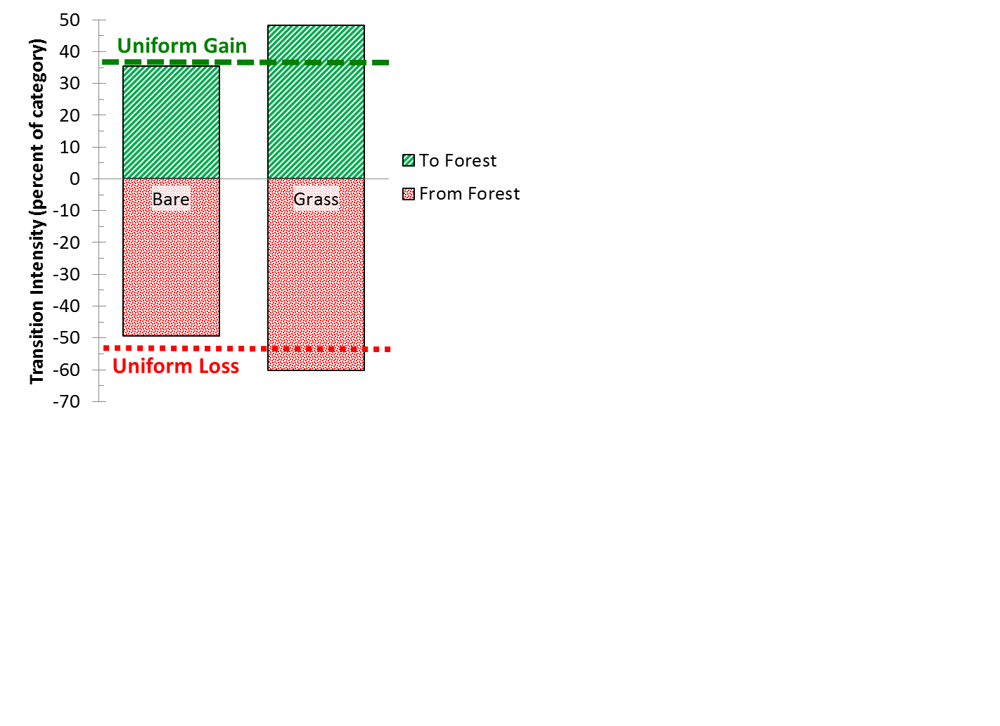 Transition Intensity (percent of category)
50
40
30
20
10
0
-10
-20
-30
-40
-50
-60
-70
Uniform Gain
Bare
Grass
Uniform Loss
To Forest
From Forest